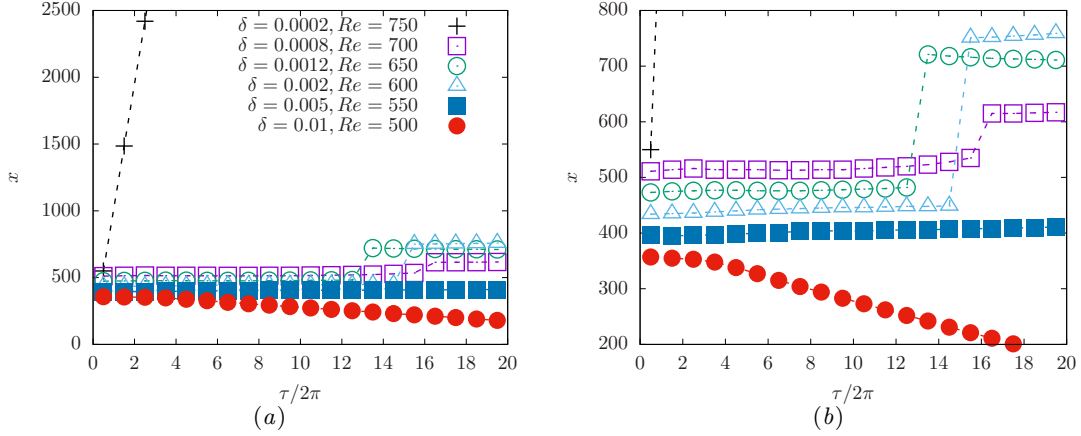 2500
2000
1500
1000
500
0
x
0 2 4 6 8 10 12 14 16 18 20
τ/2π
(a)
δ = 0.0002, Re = 750
δ = 0.0008, Re = 700
δ = 0.0012, Re = 650
δ = 0.002, Re = 600
δ = 0.005, Re = 550
δ = 0.01, Re = 500
800
700
600
500
400
300
200
x
0 2 4 6 8 10 12 14 16 18 20
τ/2π
(b)